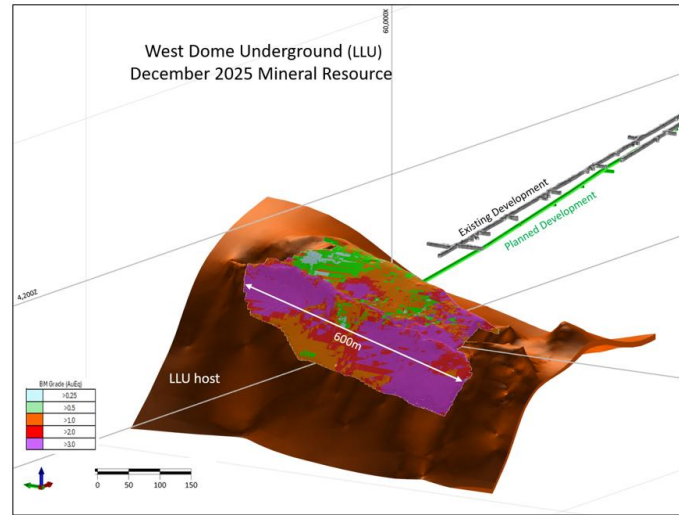 West Dome Underground (LLU)
December 2025 Mineral Resource
60,000X
Existing Development
Planned Development
4,200Z
600m
LLU host
BM Grade (AuEq)
>0.25
>0.5
>1.0
>2.0
>3.0
0 50 100 150